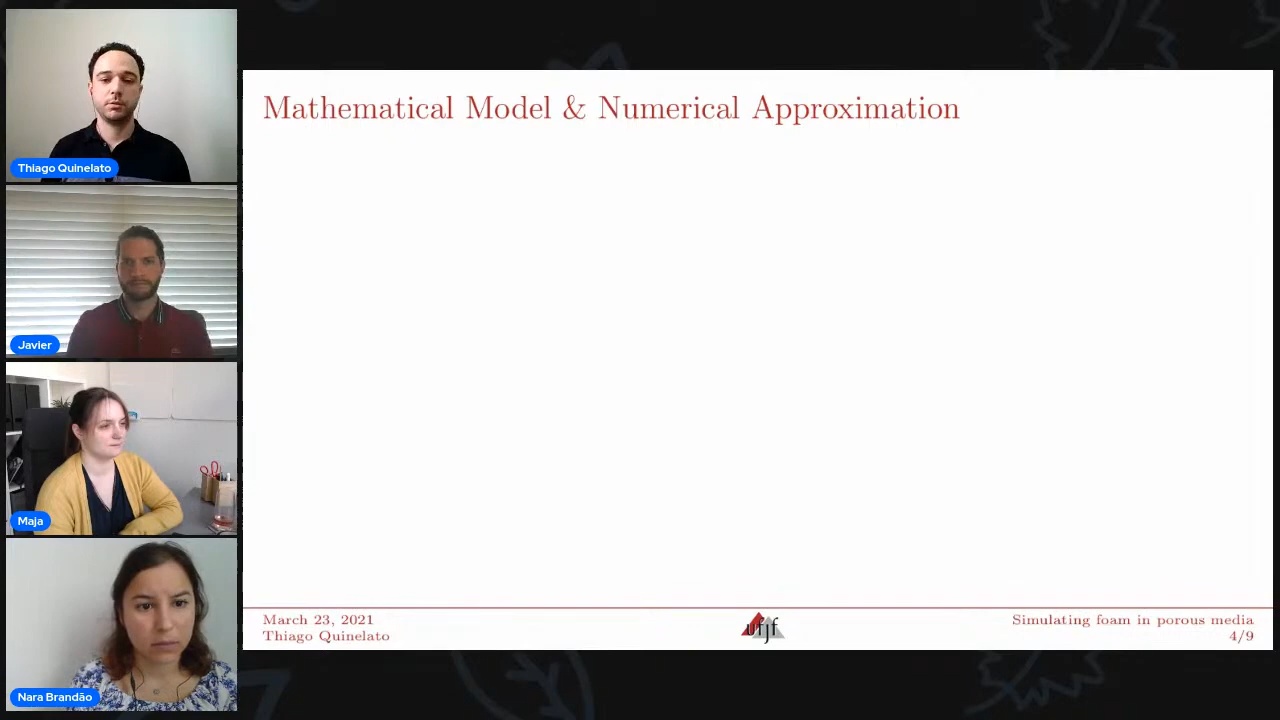 Thiago Quinelato
Javier
Maja
Nara Brandão
Mathematical Model & Numerical Approximation
March 23, 2021
Thiago Quinelato
ufjf
Simulating foam in porous media
4/9